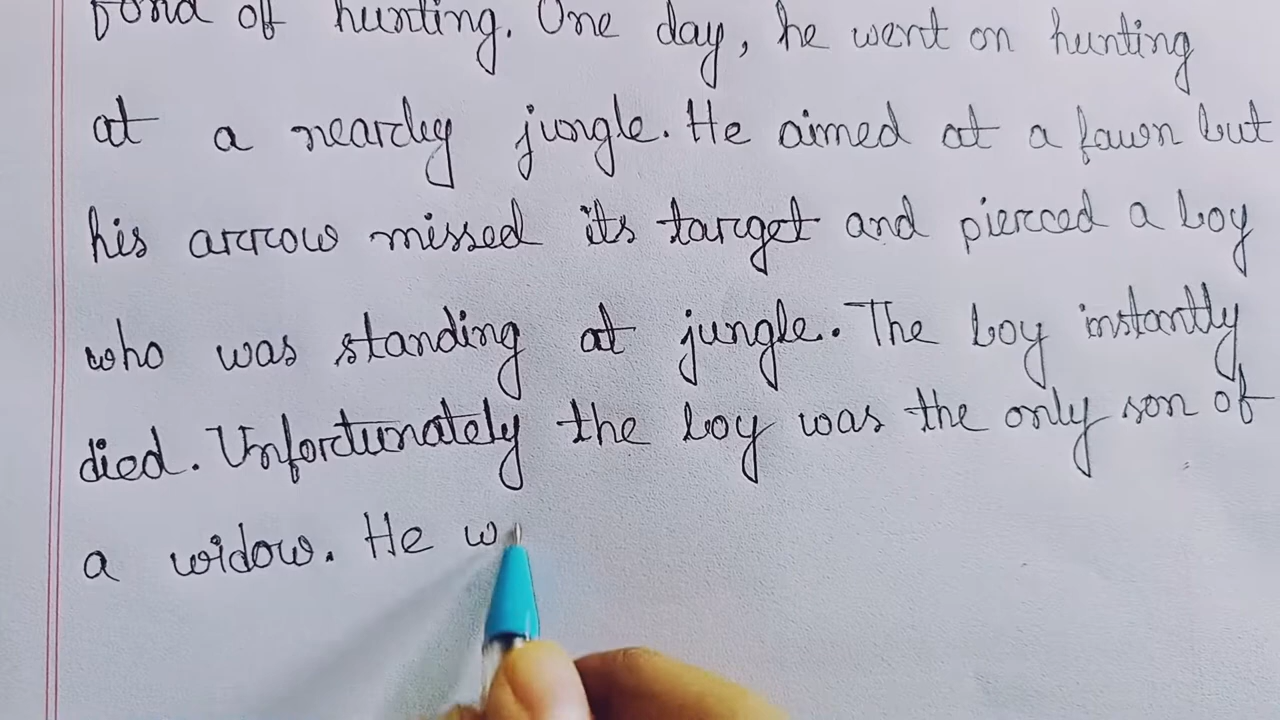 fond of hunting. One day, he went on hunting
at a nearby jungle. He aimed at a fawn but
his arrow missed its target and pierced a boy
who was standing at jungle. The boy instantly
died. Unfortunately the boy was the only son of
a widow. He w